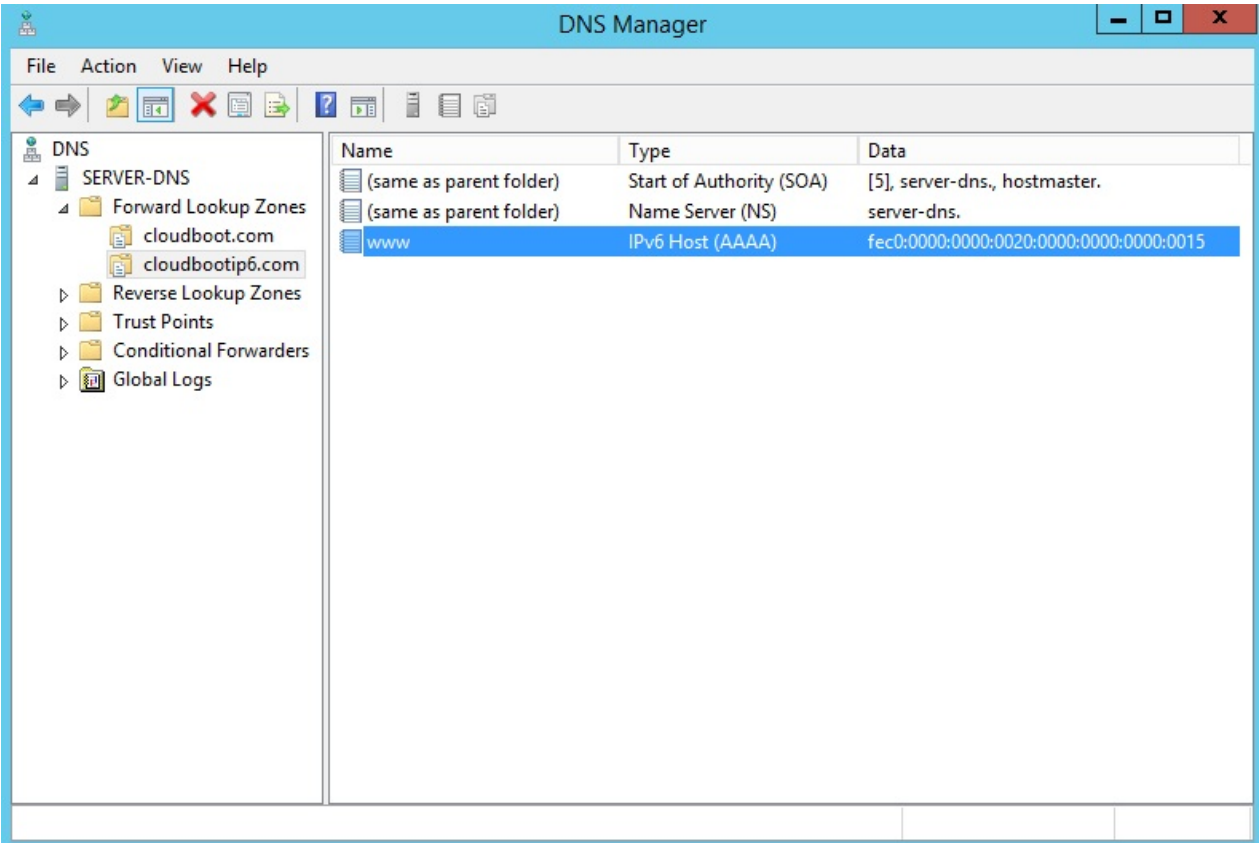 DNS Manager
File Action View Help
DNS
SERVER-DNS
Forward Lookup Zones
cloudboot.com
cloudbootip6.com
Reverse Lookup Zones
Trust Points
Conditional Forwarders
Global Logs
Name Type Data
(same as parent folder) Start of Authority (SOA) [5], server-dns., hostmaster.
(same as parent folder) Name Server (NS) server-dns.
www IPv6 Host (AAAA) fec0:0000:0000:0020:0000:0000:0000:0015